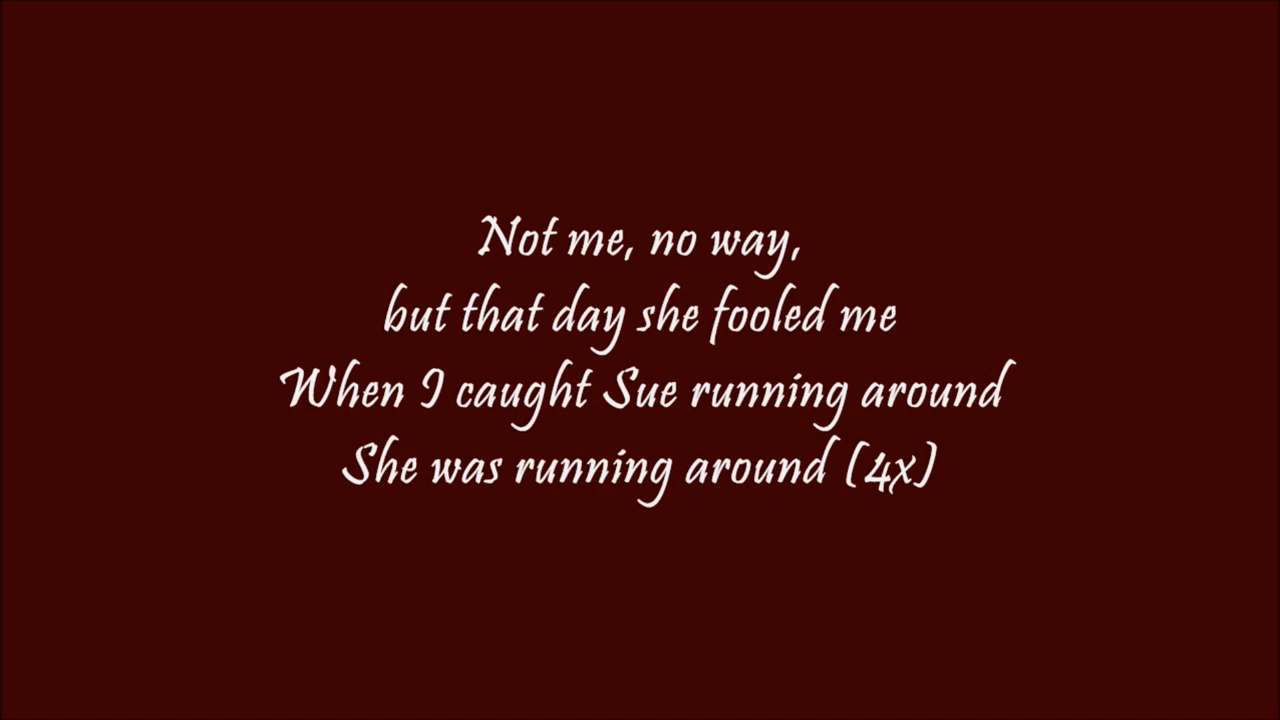 Not me, no way,
but that day she fooled me
When I caught Sue running around
She was running around (4x)